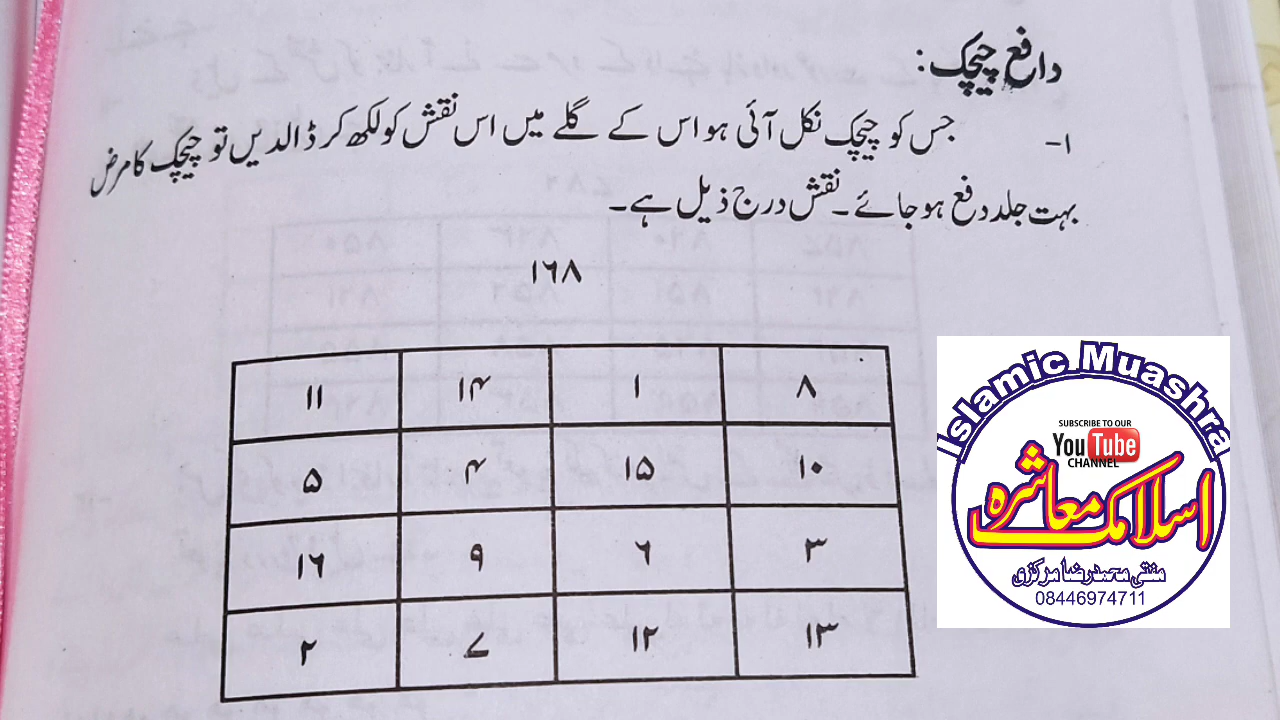 دافع چیچک:
۱- جس کو چیچک نکل آئی ہو اس کے گلے میں اس نقش کو لکھ کر ڈالدیں تو چیچک کا مرض
بہت جلد دفع ہو جائے۔ نقش درج ذیل ہے۔
۱۶۸
۱۱ ۱۴ ۱ ۸
۵ ۴ ۱۵ ۱۰
۱۶ ۹ ۶ ۳
۲ ۷ ۱۲ ۱۳
Islamic Muashra
SUBSCRIBE TO OUR
YouTube
CHANNEL
اسلامک معاشرہ
مفتی محمد رضا مرکزی
08446974711